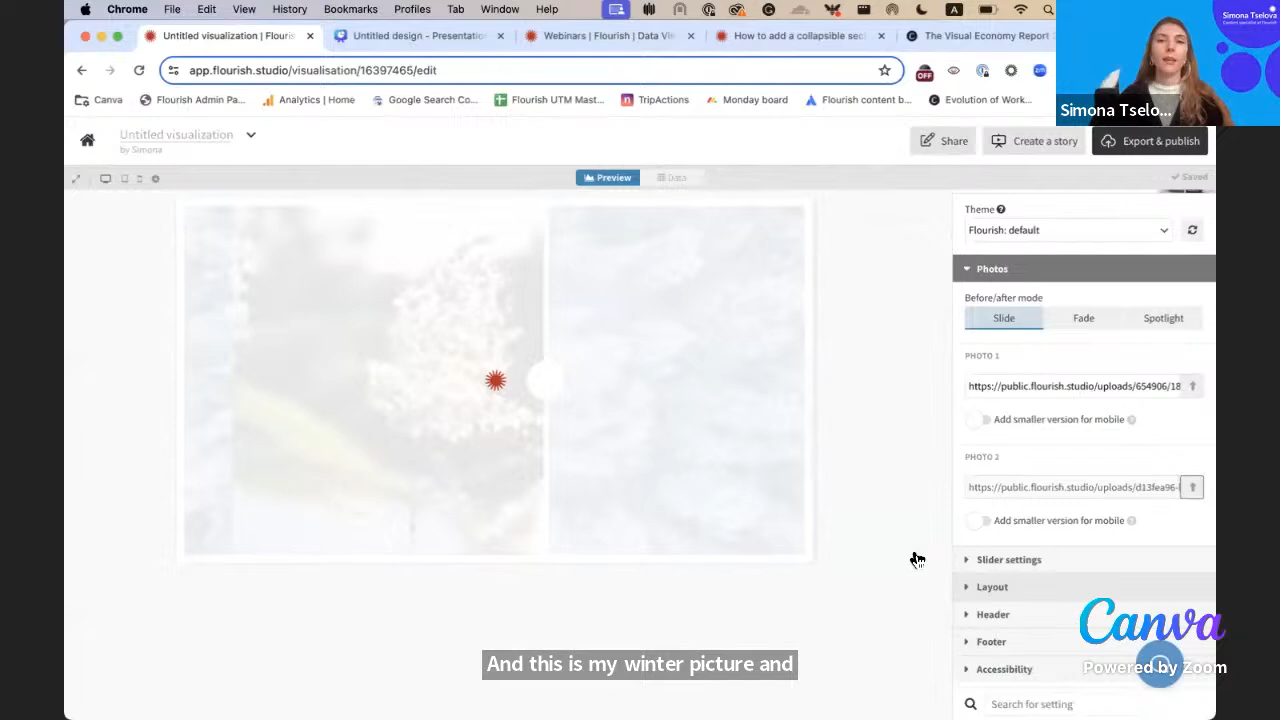 Chrome File Edit View History Bookmarks Profiles Tab Window Help
Simona Tselova
Untitled visualization | Flouris
Untitled design - Presentatio
Webinars | Flourish | Data Vi
How to add a collapsible sec
The Visual Economy Report
app.flourish.studio/visualisation/16397465/edit
OFF
zm
Canva
Flourish Admin Pa...
Analytics | Home
Google Search Co...
Flourish UTM Mast...
TripActions
Monday board
Flourish content b...
Evolution of Work...
Simona Tselo...
Untitled visualization
by Simona
Share
Create a story
Export & publish
Preview
Data
Saved
Theme
Flourish: default
Photos
Before/after mode
Slide
Fade
Spotlight
PHOTO 1
https://public.flourish.studio/uploads/654906/18
Add smaller version for mobile
PHOTO 2
https://public.flourish.studio/uploads/d13fea96-
Add smaller version for mobile
Slider settings
Layout
Header
Footer
Accessibility
Search for setting
Canva
Powered by Zoom
And this is my winter picture and